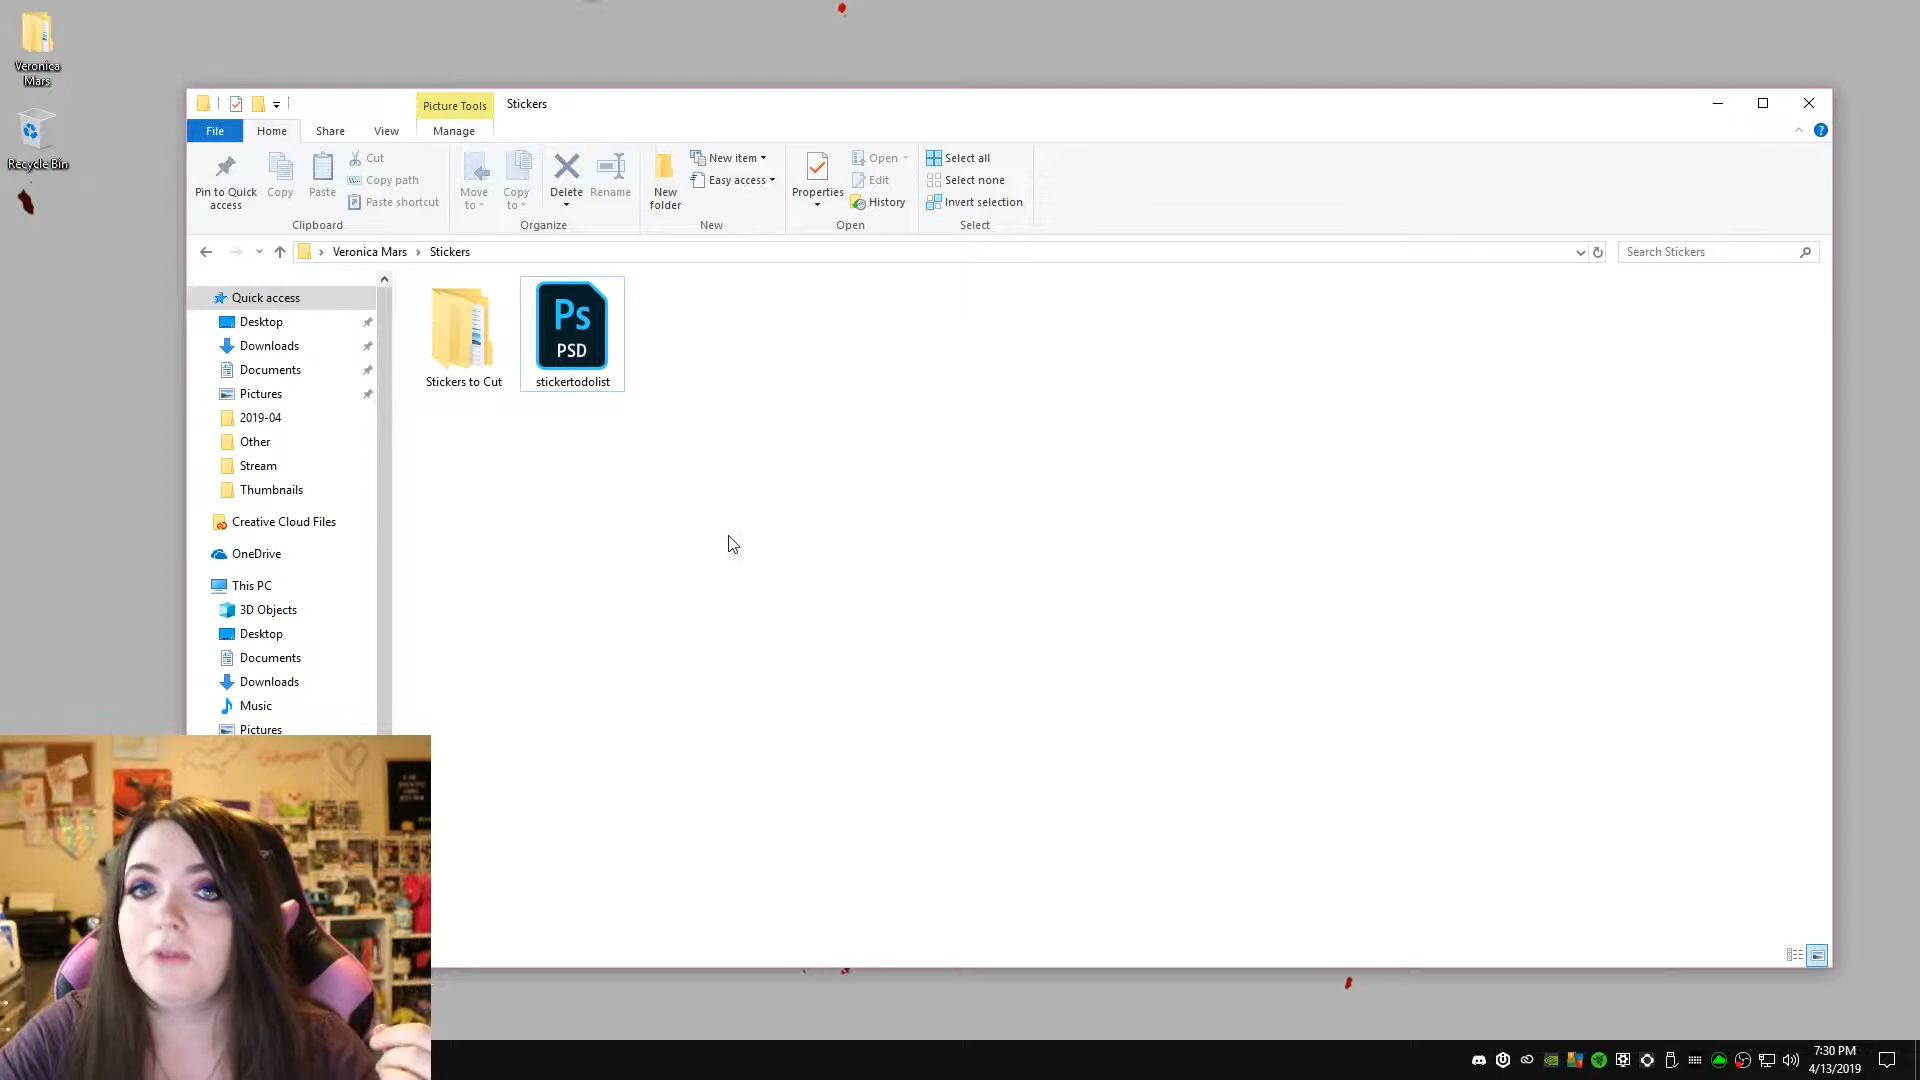 Veronica
Mars
Recycle Bin
Picture Tools
Stickers
File
Home
Share
View
Manage
Pin to Quick
access
Copy
Paste
Cut
Copy path
Paste shortcut
Clipboard
Move
to
Copy
to
Delete
Rename
Organize
New
folder
New item
Easy access
New
Properties
Open
Edit
History
Open
Select all
Select none
Invert selection
Select
Veronica Mars
Stickers
Search Stickers
Quick access
Desktop
Downloads
Documents
Pictures
2019-04
Other
Stream
Thumbnails
Creative Cloud Files
OneDrive
This PC
3D Objects
Desktop
Documents
Downloads
Music
Pictures
Stickers to Cut
Ps
PSD
stickertodolist
7:30 PM
4/13/2019